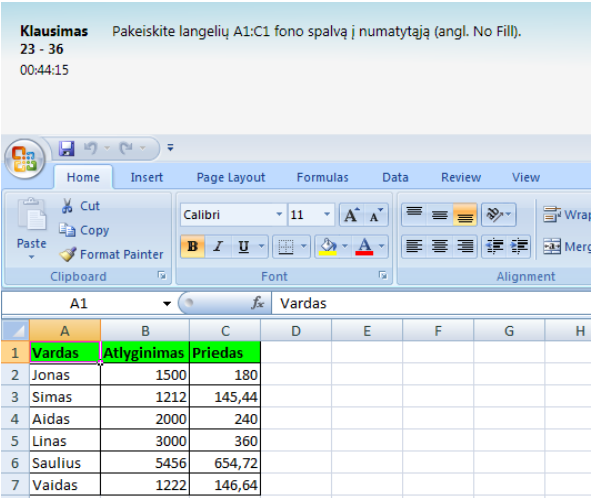 Klausimas Pakeiskite langelių A1:C1 fono spalvą į numatytąją (angl. No Fill).
23 - 36
00:44:15
Home Insert Page Layout Formulas Data Review View
Cut
Copy
Format Painter
Paste
Calibri 11 A A
B I U A
Wrap
Merg
Clipboard Font Alignment
A1 fx Vardas
A B C D E F G H
1 Vardas Atlyginimas Priedas
2 Jonas 1500 180
3 Simas 1212 145,44
4 Aidas 2000 240
5 Linas 3000 360
6 Saulius 5456 654,72
7 Vaidas 1222 146,64